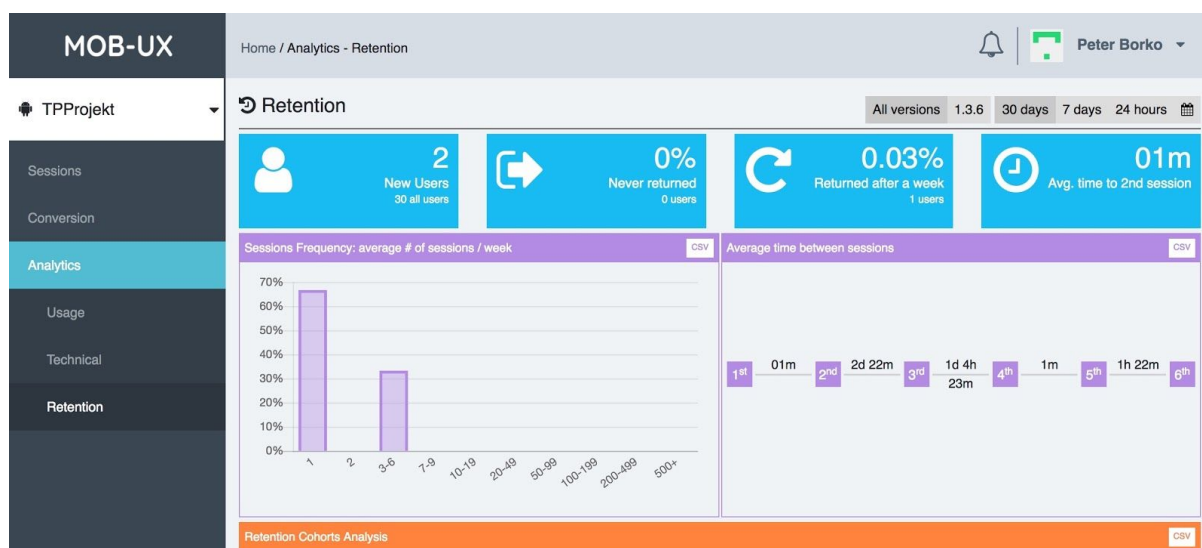 MOB-UX
Home / Analytics - Retention
Peter Borko
TPProjekt
Retention
All versions 1.3.6 30 days 7 days 24 hours
Sessions
Conversion
Analytics
Usage
Technical
Retention
2
New Users
30 all users
0%
Never returned
0 users
0.03%
Returned after a week
1 users
01m
Avg. time to 2nd session
Sessions Frequency: average # of sessions / week CSV
70%
60%
50%
40%
30%
20%
10%
0%
1 2 3-6 7-9 10-19 20-49 50-99 100-199 200-499 500+
Average time between sessions CSV
1st 01m 2nd 2d 22m 3rd 1d 4h 23m 4th 1m 5th 1h 22m 6th
Retention Cohorts Analysis CSV